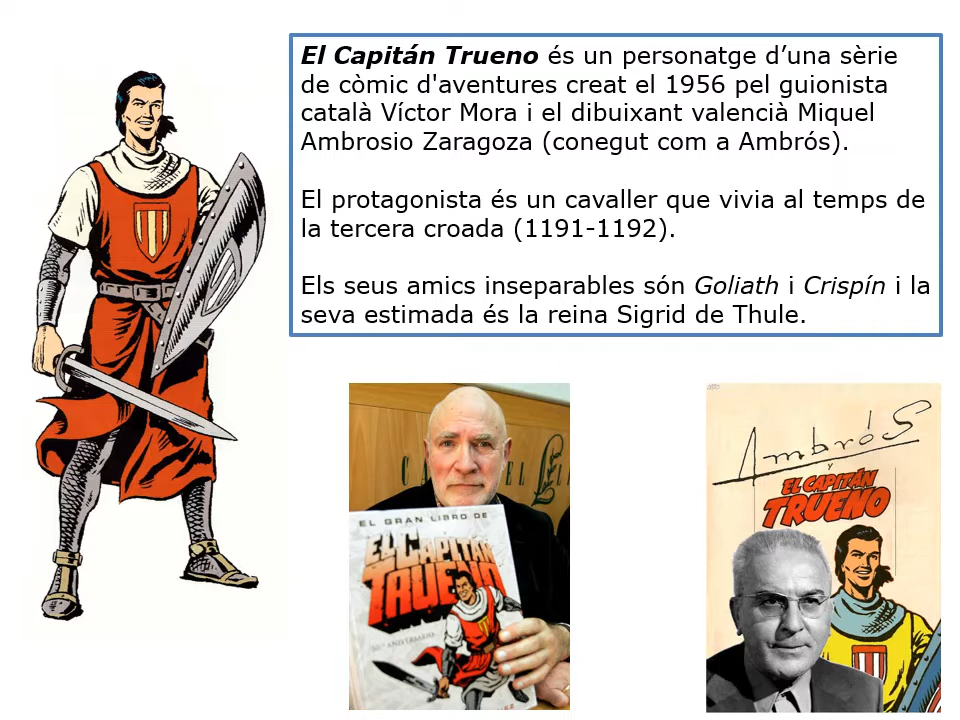 El Capitán Trueno és un personatge d’una sèrie
de còmic d'aventures creat el 1956 pel guionista
català Víctor Mora i el dibuixant valencià Miquel
Ambrosio Zaragoza (conegut com a Ambrós).
El protagonista és un cavaller que vivia al temps de
la tercera croada (1191-1192).
Els seus amics inseparables són Goliath i Crispín i la
seva estimada és la reina Sigrid de Thule.
EL GRAN LIBRO DE
EL CAPITÁN
TRUENO
ANIVERSARIO
Ambrós
y
EL CAPITÁN
TRUENO